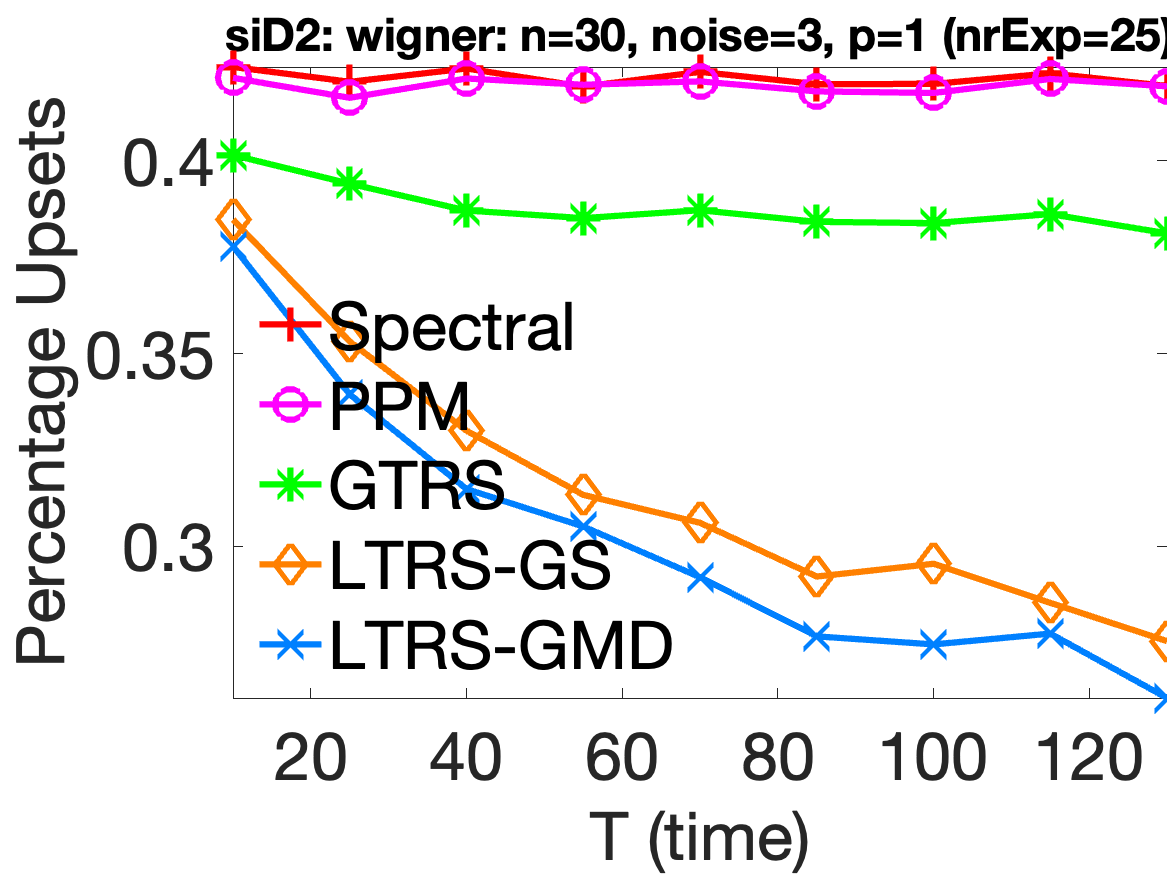 siD2: wigner: n=30, noise=3, p=1 (nrExp=25)
Percentage Upsets
0.4
0.35
0.3
Spectral
PPM
GTRS
LTRS-GS
LTRS-GMD
20 40 60 80 100 120
T (time)